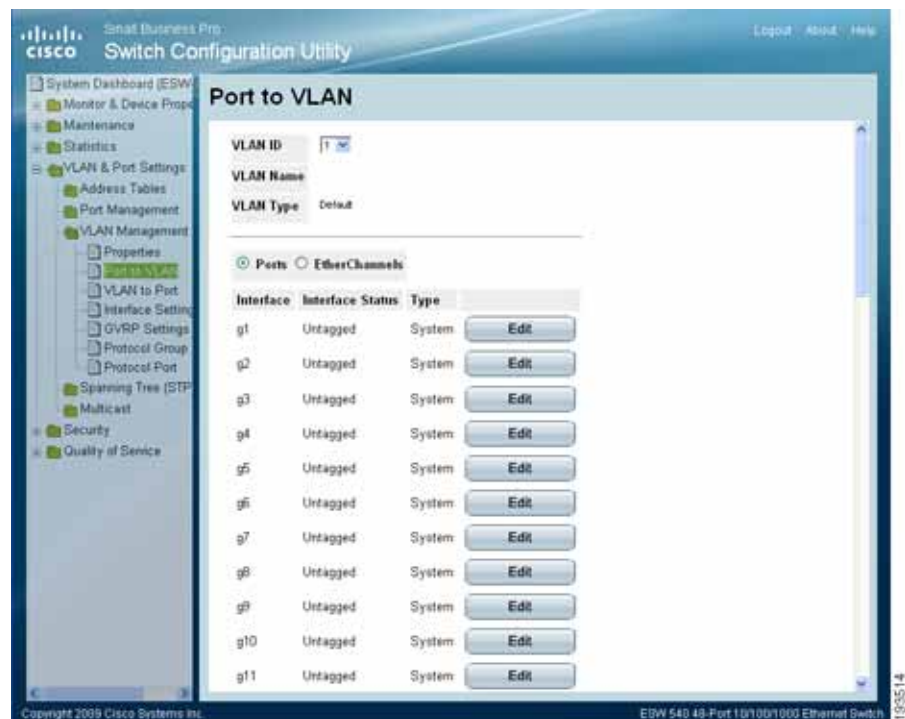 Small Business Pro
cisco Switch Configuration Utility
Logout About Help
System Dashboard (ESW-
Monitor & Device Prope
Maintenance
Statistics
VLAN & Port Settings
Address Tables
Port Management
VLAN Management
Properties
Port to VLAN
VLAN to Port
Interface Setting
GVRP Settings
Protocol Group
Protocol Port
Spanning Tree (STP
Multicast
Security
Quality of Service
Port to VLAN
VLAN ID 1
VLAN Name
VLAN Type Default
Ports EtherChannels
Interface Interface Status Type
g1 Untagged System Edit
g2 Untagged System Edit
g3 Untagged System Edit
g4 Untagged System Edit
g5 Untagged System Edit
g6 Untagged System Edit
g7 Untagged System Edit
g8 Untagged System Edit
g9 Untagged System Edit
g10 Untagged System Edit
g11 Untagged System Edit
Copyright 2009 Cisco Systems Inc.
ESW 540 48-Port 10/100/1000 Ethernet Switch
193514